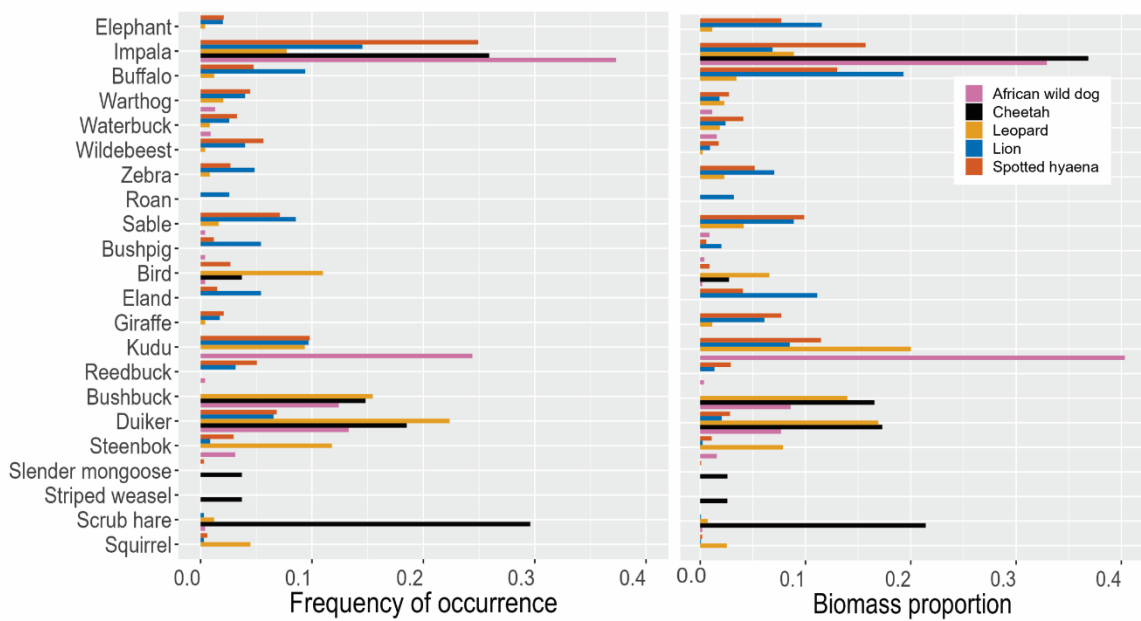 Elephant
Impala
Buffalo
Warthog
Waterbuck
Wildebeest
Zebra
Roan
Sable
Bushpig
Bird
Eland
Giraffe
Kudu
Reedbuck
Bushbuck
Duiker
Steenbok
Slender mongoose
Striped weasel
Scrub hare
Squirrel
0.0 0.1 0.2 0.3 0.4
Frequency of occurrence
African wild dog
Cheetah
Leopard
Lion
Spotted hyaena
0.0 0.1 0.2 0.3 0.4
Biomass proportion